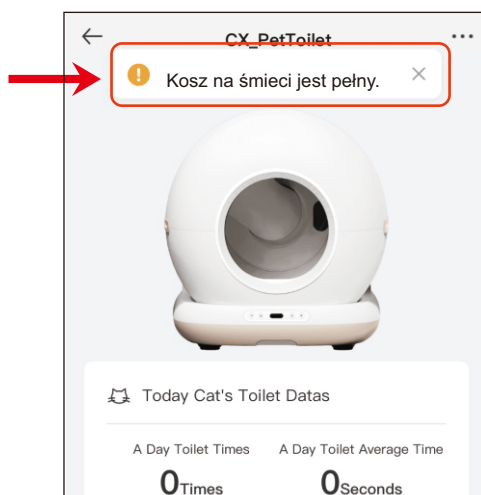 CX_PetToilet
Kosz na śmieci jest pełny.
Today Cat's Toilet Datas
A Day Toilet Times
A Day Toilet Average Time
0Times
0Seconds